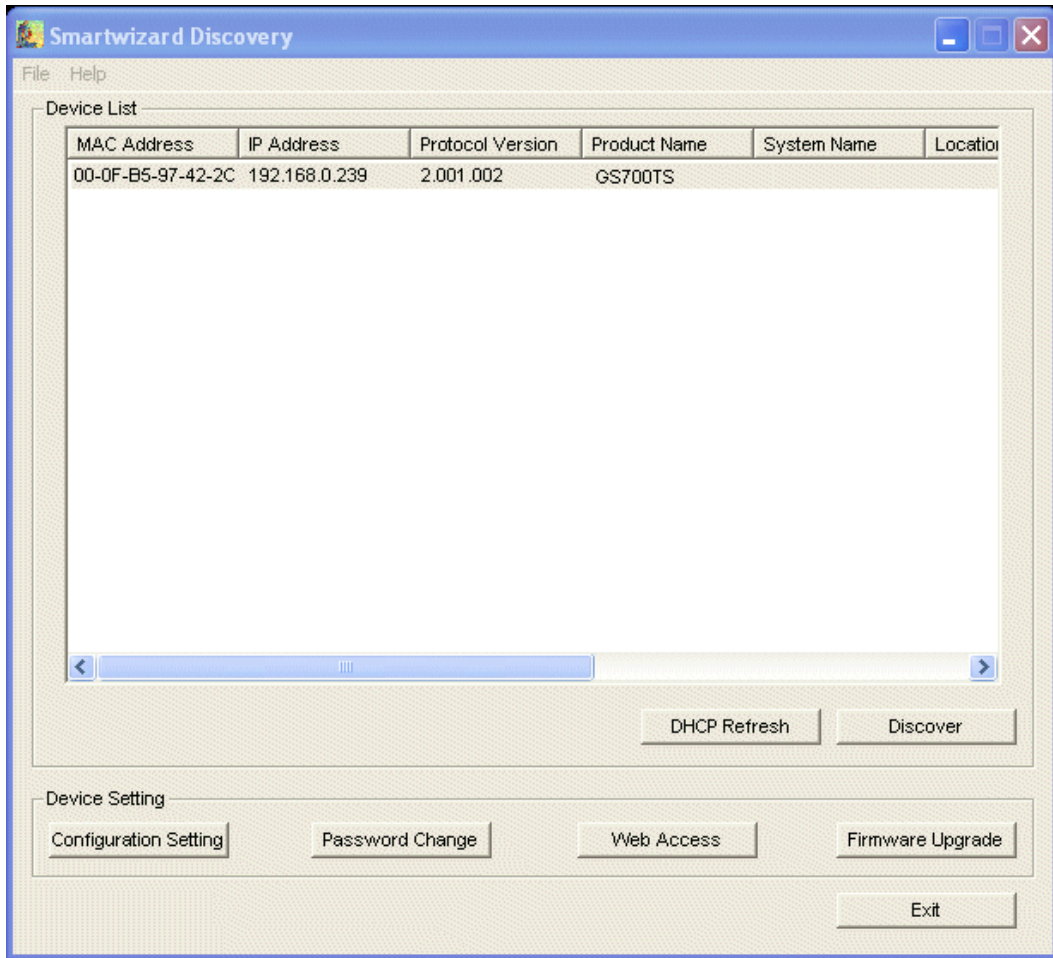 Smartwizard Discovery
File Help
Device List
MAC Address IP Address Protocol Version Product Name System Name Location
00-0F-B5-97-42-2C 192.168.0.239 2.001.002 GS700TS
DHCP Refresh Discover
Device Setting
Configuration Setting Password Change Web Access Firmware Upgrade
Exit